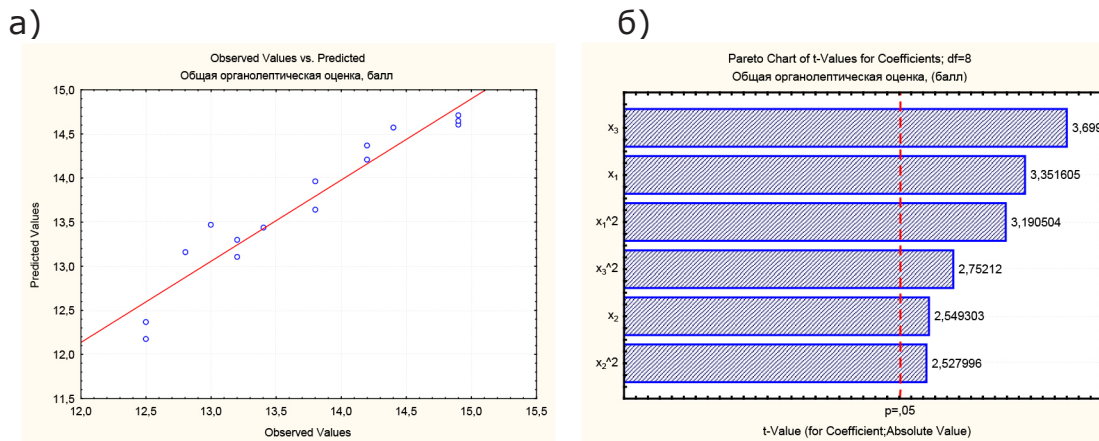 а)
Observed Values vs. Predicted
Общая органолептическая оценка, балл
15,0
14,5
14,0
13,5
13,0
12,5
12,0
11,5
Predicted Values
12,0 12,5 13,0 13,5 14,0 14,5 15,0 15,5
Observed Values
б)
Pareto Chart of t-Values for Coefficients; df=8
Общая органолептическая оценка, (балл)
x₃ 3,699
x₁ 3,351605
x₁^2 3,190504
x₃^2 2,75212
x₂ 2,549303
x₂^2 2,527996
p=,05
t-Value (for Coefficient;Absolute Value)